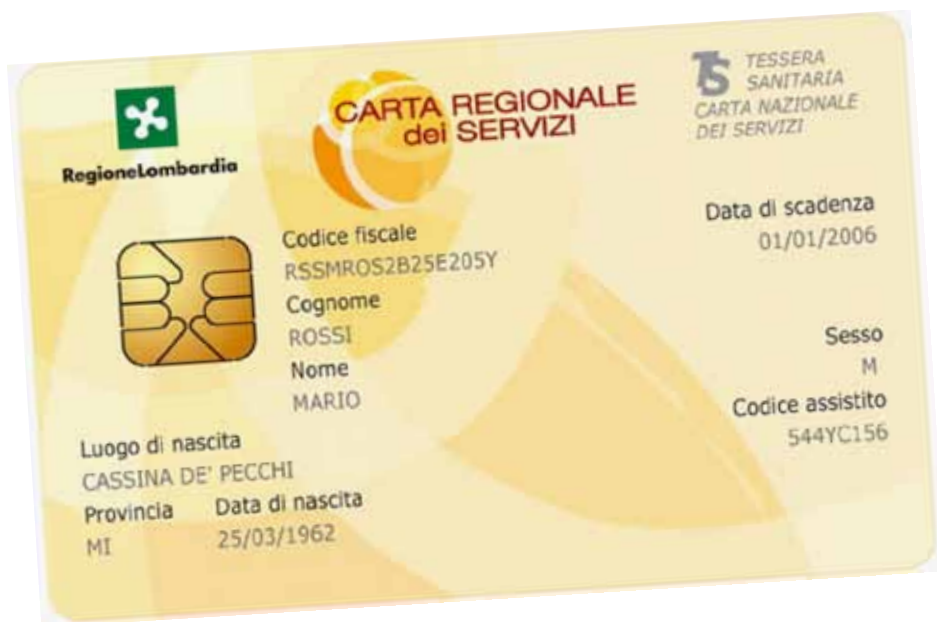 RegioneLombardia
CARTA REGIONALE
dei SERVIZI
TS TESSERA
SANITARIA
CARTA NAZIONALE
DEI SERVIZI
Codice fiscale
RSSMROS2B25E205Y
Cognome
ROSSI
Nome
MARIO
Data di scadenza
01/01/2006
Sesso
M
Codice assistito
544YC156
Luogo di nascita
CASSINA DE' PECCHI
Provincia Data di nascita
MI 25/03/1962